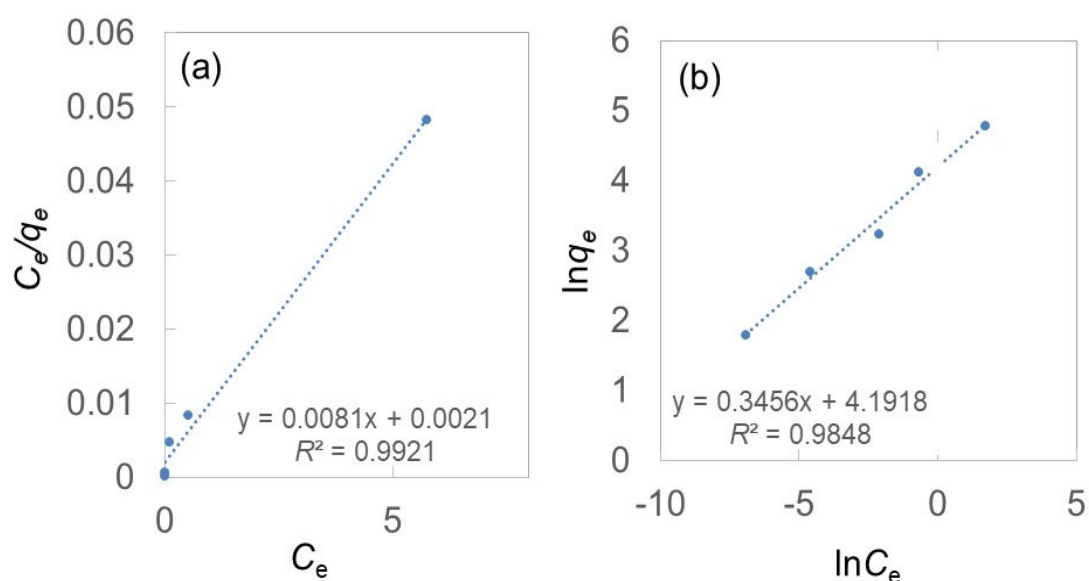 (a)
0.06
0.05
0.04
0.03
0.02
0.01
0
0
5
Cₑ/qₑ
Cₑ
y = 0.0081x + 0.0021
R² = 0.9921
(b)
6
5
4
3
2
1
0
-10
-5
0
5
lnqₑ
lnCₑ
y = 0.3456x + 4.1918
R² = 0.9848